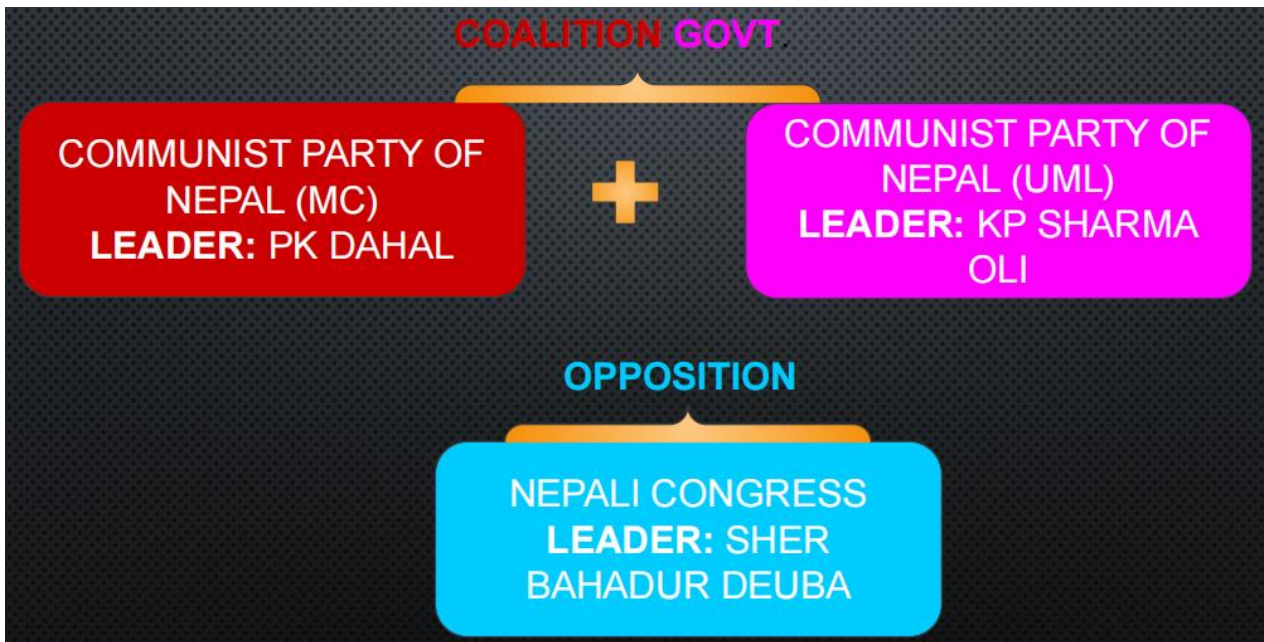 COALITION GOVT.
COMMUNIST PARTY OF
NEPAL (MC)
LEADER: PK DAHAL
COMMUNIST PARTY OF
NEPAL (UML)
LEADER: KP SHARMA
OLI
OPPOSITION
NEPALI CONGRESS
LEADER: SHER
BAHADUR DEUBA